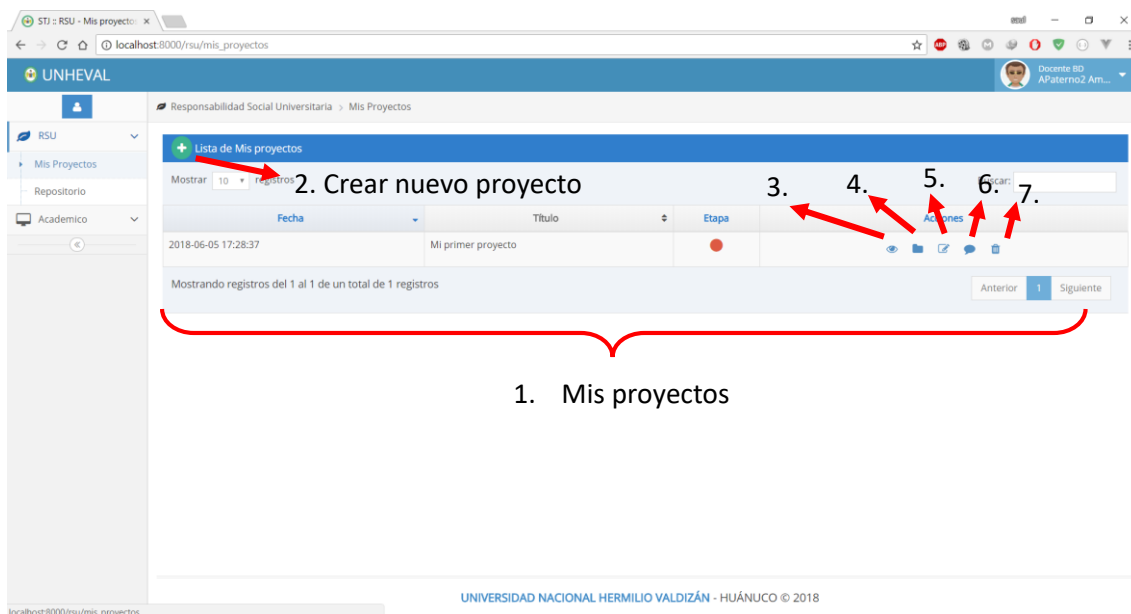 STJ :: RSU - Mis proyectos
localhost:8000/rsu/mis_proyectos
UNHEVAL
Docente BD
APaterno2 Am...
Responsabilidad Social Universitaria > Mis Proyectos
RSU
Mis Proyectos
Repositorio
Academico
Lista de Mis proyectos
Mostrar 10 registros
2. Crear nuevo proyecto
3.
4.
5.
6.
7.
Buscar:
Fecha Título Etapa Acciones
2018-06-05 17:28:37 Mi primer proyecto
Mostrando registros del 1 al 1 de un total de 1 registros
Anterior 1 Siguiente
1. Mis proyectos
UNIVERSIDAD NACIONAL HERMILIO VALDIZÁN - HUÁNUCO © 2018
localhost:8000/rsu/mis_proyectos